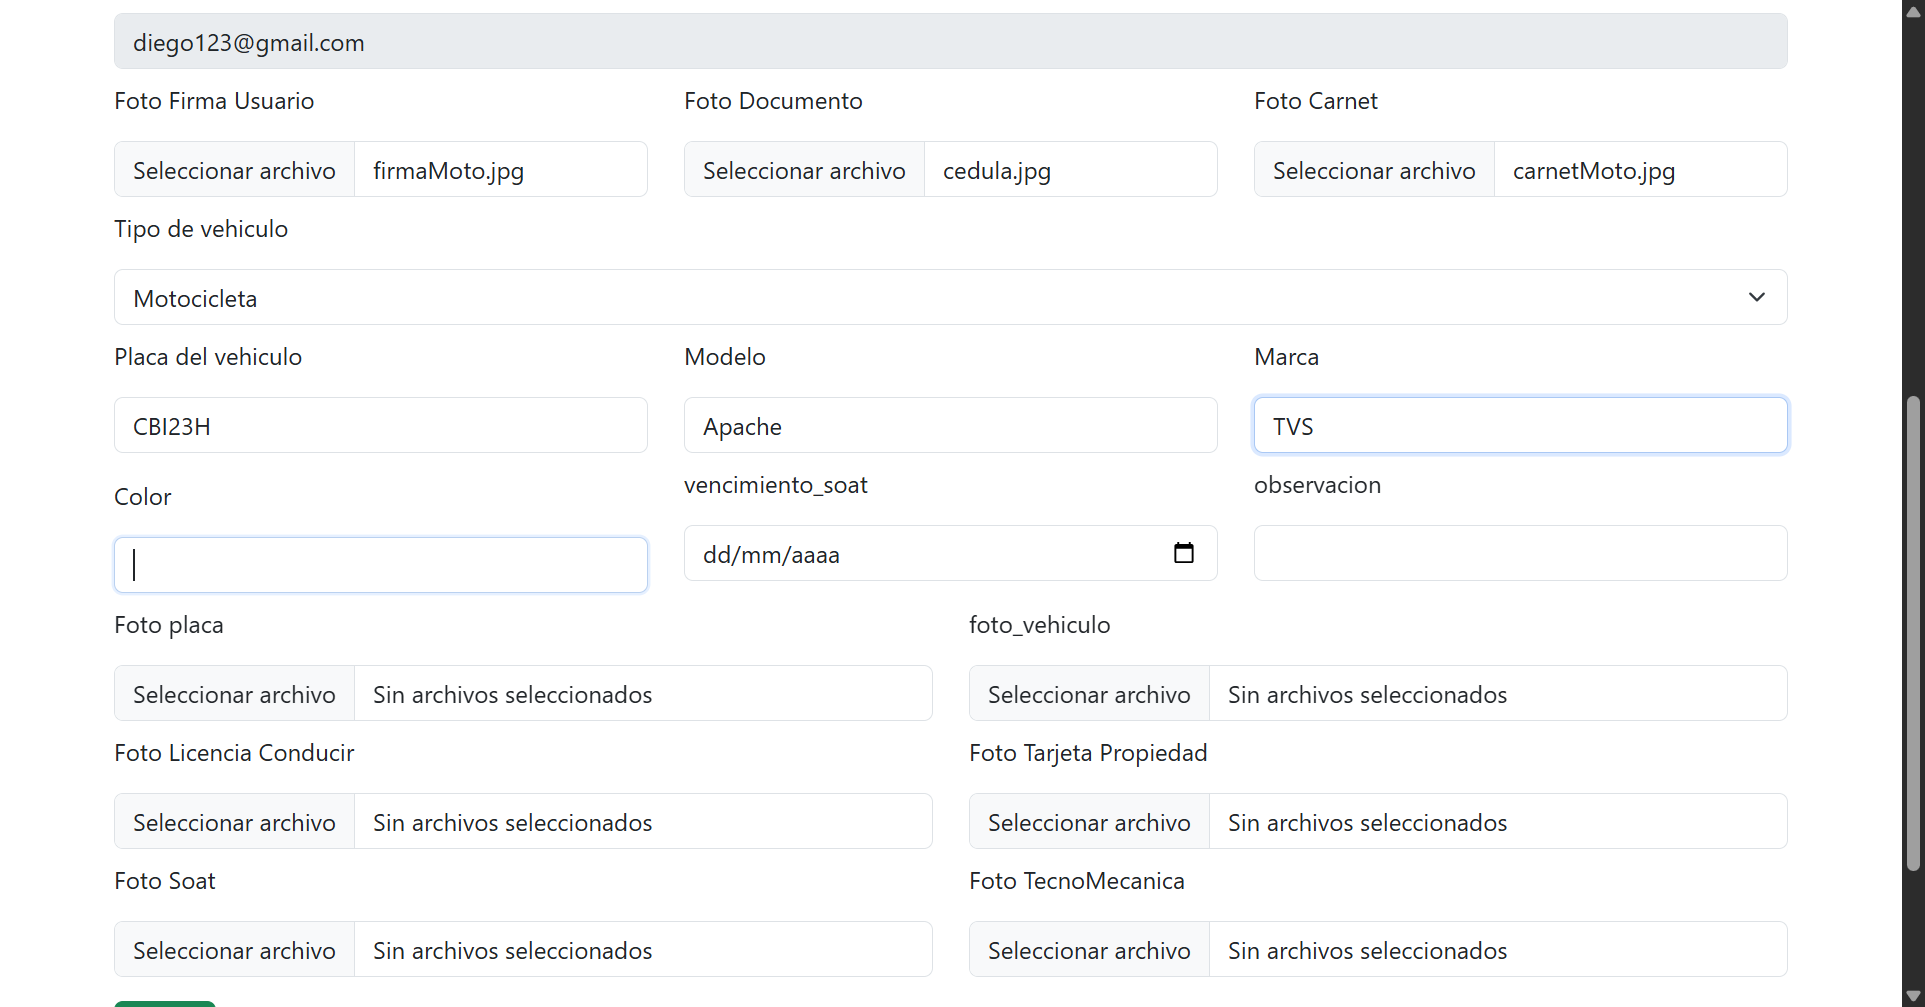 diego123@gmail.com
Foto Firma Usuario
Foto Documento
Foto Carnet
Seleccionar archivo firmaMoto.jpg
Seleccionar archivo cedula.jpg
Seleccionar archivo carnetMoto.jpg
Tipo de vehiculo
Motocicleta
Placa del vehiculo
Modelo
Marca
CBI23H
Apache
TVS
Color
vencimiento_soat
observacion
dd/mm/aaaa
Foto placa
foto_vehiculo
Seleccionar archivo Sin archivos seleccionados
Seleccionar archivo Sin archivos seleccionados
Foto Licencia Conducir
Foto Tarjeta Propiedad
Seleccionar archivo Sin archivos seleccionados
Seleccionar archivo Sin archivos seleccionados
Foto Soat
Foto TecnoMecanica
Seleccionar archivo Sin archivos seleccionados
Seleccionar archivo Sin archivos seleccionados